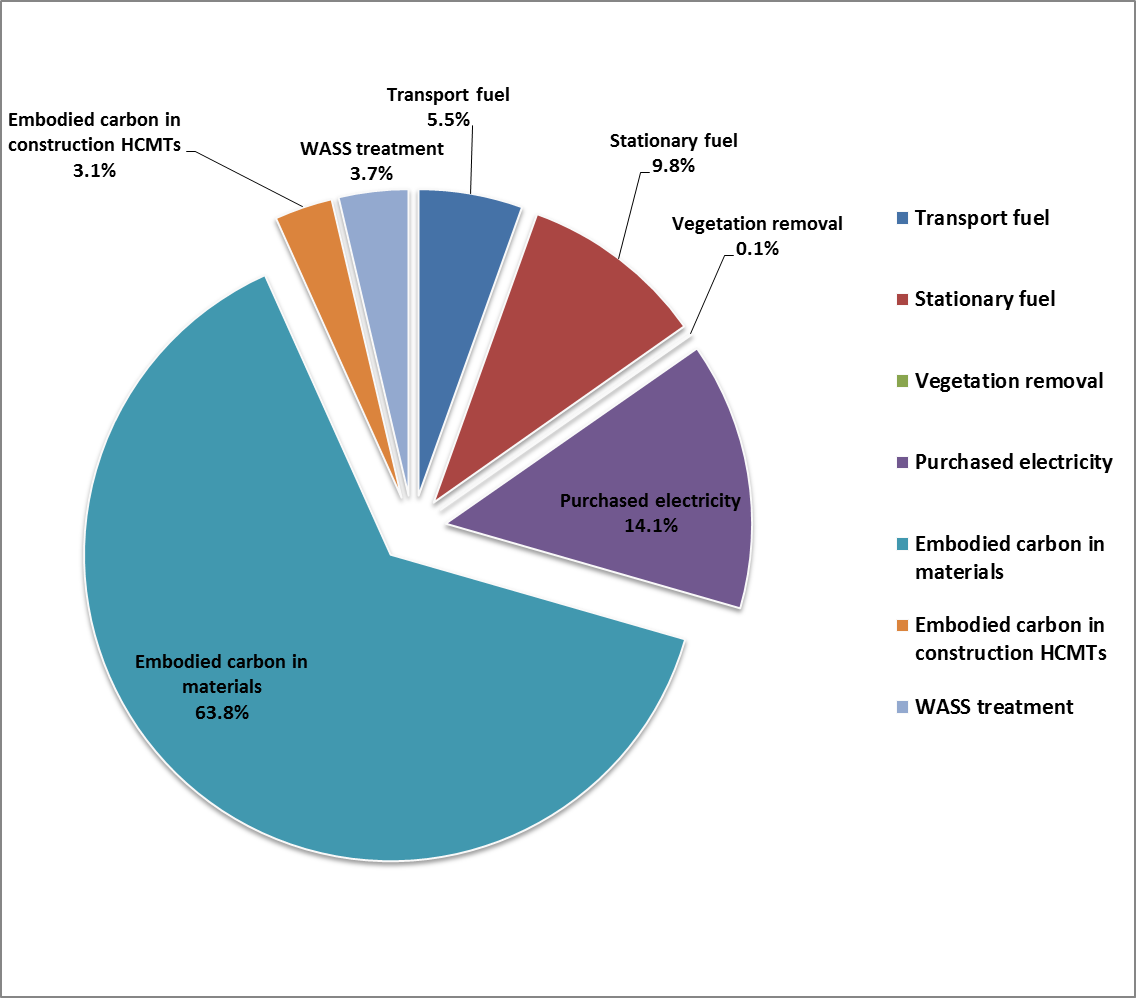 Transport fuel
5.5%
Embodied carbon in
construction HCMTs
3.1%
WASS treatment
3.7%
Stationary fuel
9.8%
Vegetation removal
0.1%
Purchased electricity
14.1%
Embodied carbon in
materials
63.8%
Transport fuel
Stationary fuel
Vegetation removal
Purchased electricity
Embodied carbon in
materials
Embodied carbon in
construction HCMTs
WASS treatment